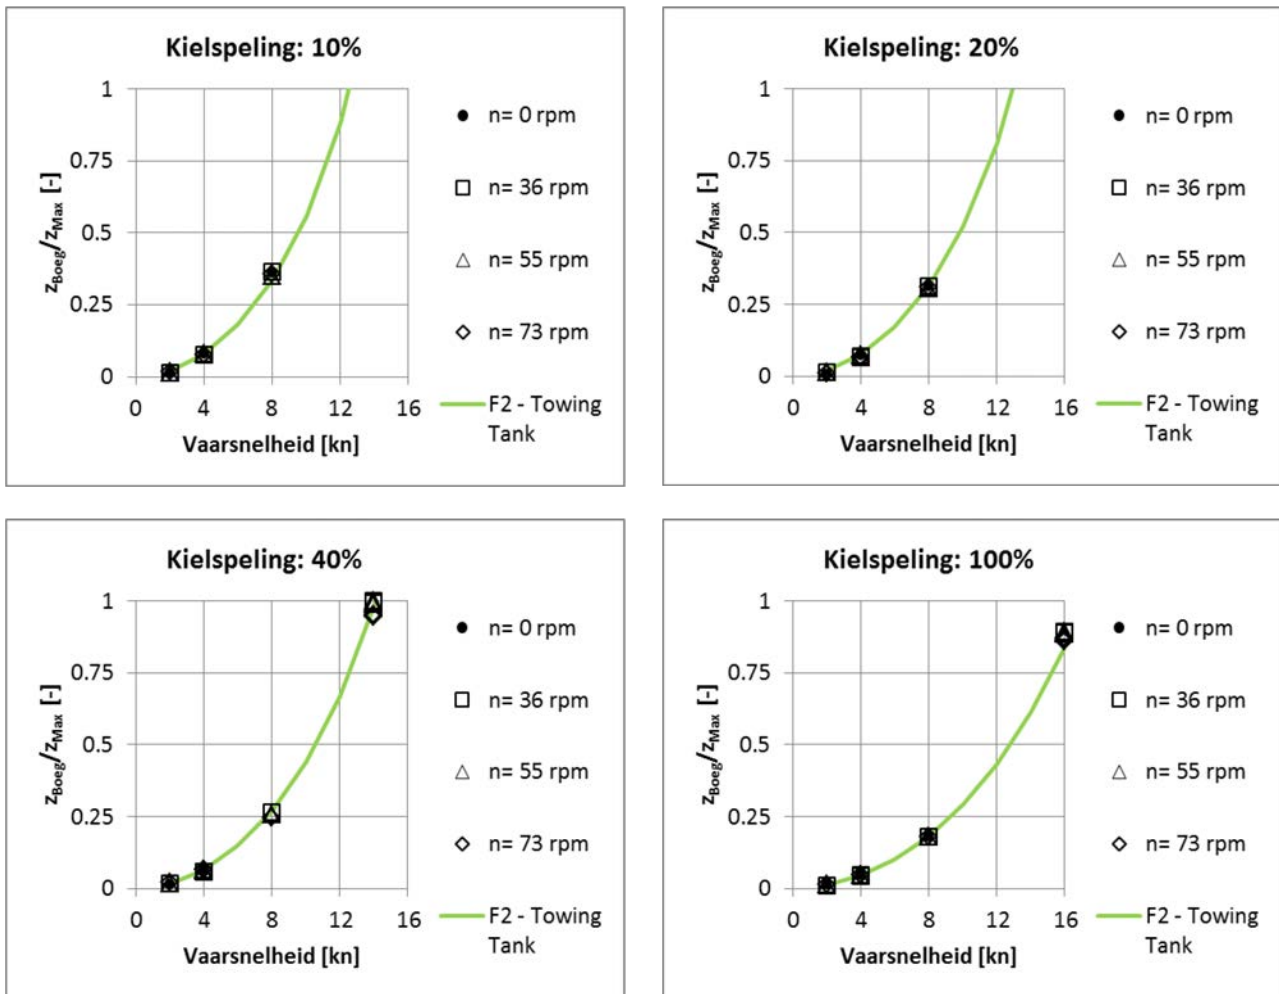 Kielspeling: 10%
1
0.75
0.5
0.25
0
0 4 8 12 16
zBoeg/zMax [-]
Vaarsnelheid [kn]
n= 0 rpm
n= 36 rpm
n= 55 rpm
n= 73 rpm
F2 - Towing
Tank
Kielspeling: 20%
1
0.75
0.5
0.25
0
0 4 8 12 16
zBoeg/zMax [-]
Vaarsnelheid [kn]
n= 0 rpm
n= 36 rpm
n= 55 rpm
n= 73 rpm
F2 - Towing
Tank
Kielspeling: 40%
1
0.75
0.5
0.25
0
0 4 8 12 16
zBoeg/zMax [-]
Vaarsnelheid [kn]
n= 0 rpm
n= 36 rpm
n= 55 rpm
n= 73 rpm
F2 - Towing
Tank
Kielspeling: 100%
1
0.75
0.5
0.25
0
0 4 8 12 16
zBoeg/zMax [-]
Vaarsnelheid [kn]
n= 0 rpm
n= 36 rpm
n= 55 rpm
n= 73 rpm
F2 - Towing
Tank